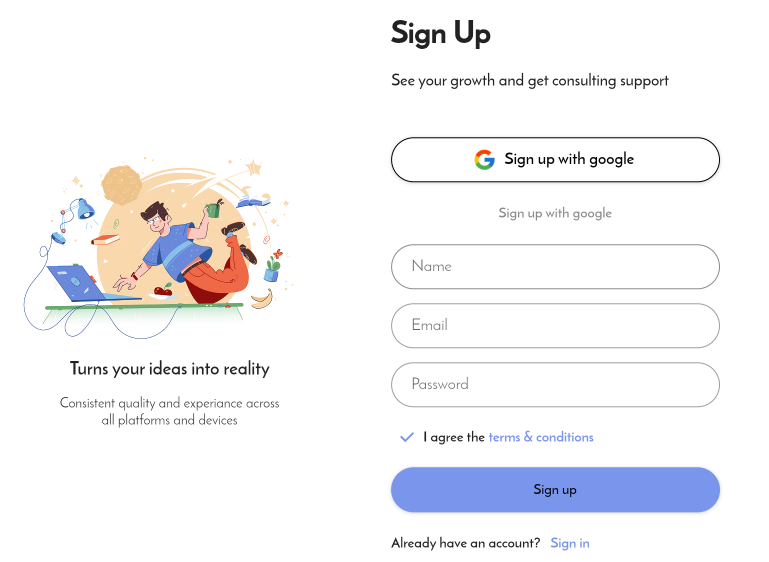 Sign Up
See your growth and get consulting support
Sign up with google
Sign up with google
Name
Email
Password
I agree the terms & conditions
Sign up
Already have an account? Sign in
Turns your ideas into reality
Consistent quality and experiance across
all platforms and devices